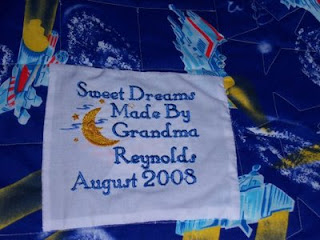 Sweet Dreams
Made By
Grandma
Reynolds
August 2008